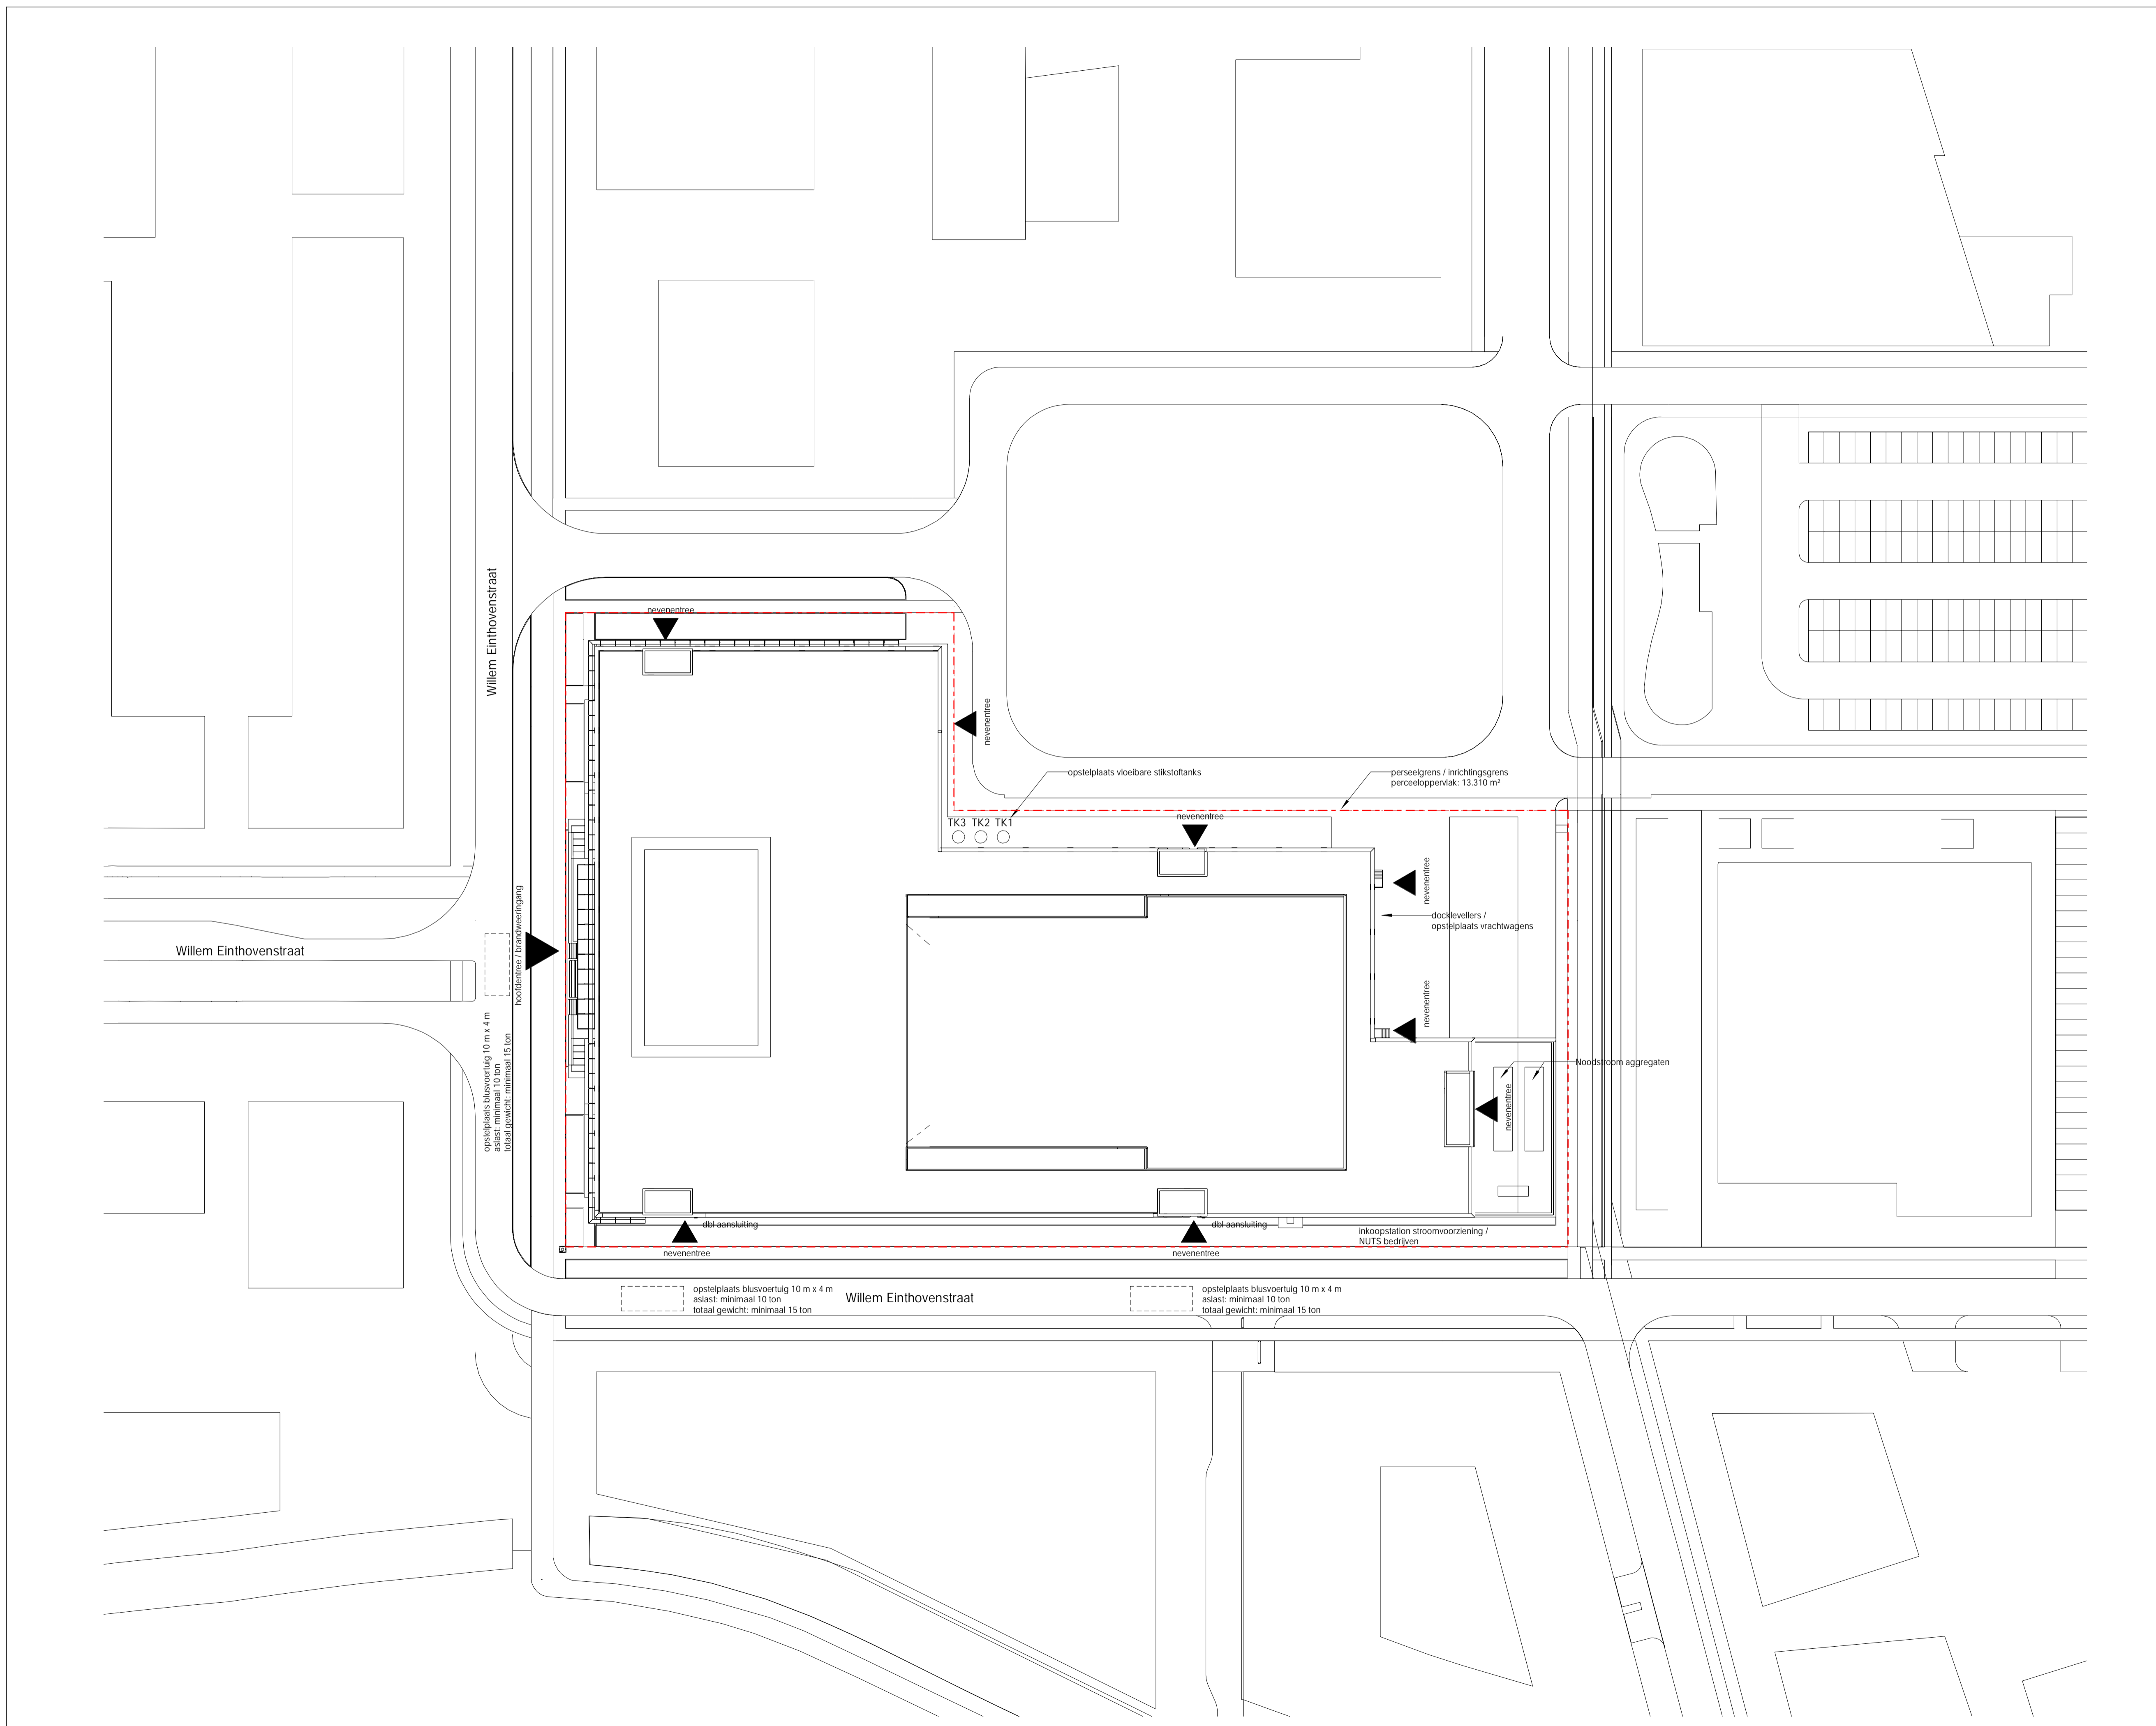 Willem Einthovenstraat
nevenentree
nevenentree
opstelplaats vloeibare stikstoftanks
perseelgrens / inrichtingsgrens
perceeloppervlak: 13.310 m²
TK3 TK2 TK1
nevenentree
nevenentree
docklevellers /
opstelplaats vrachtwagens
hoofdentree / brandweeringang
Willem Einthovenstraat
nevenentree
opstelplaats blusvoertuig 10 m x 4 m
aslast: minimaal 10 ton
totaal gewicht: minimaal 15 ton
Noodstroom aggregaten
nevenentree
dbl aansluiting
dbl aansluiting
inkoopstation stroomvoorziening /
NUTS bedrijven
nevenentree
nevenentree
opstelplaats blusvoertuig 10 m x 4 m
aslast: minimaal 10 ton
totaal gewicht: minimaal 15 ton
Willem Einthovenstraat
opstelplaats blusvoertuig 10 m x 4 m
aslast: minimaal 10 ton
totaal gewicht: minimaal 15 ton